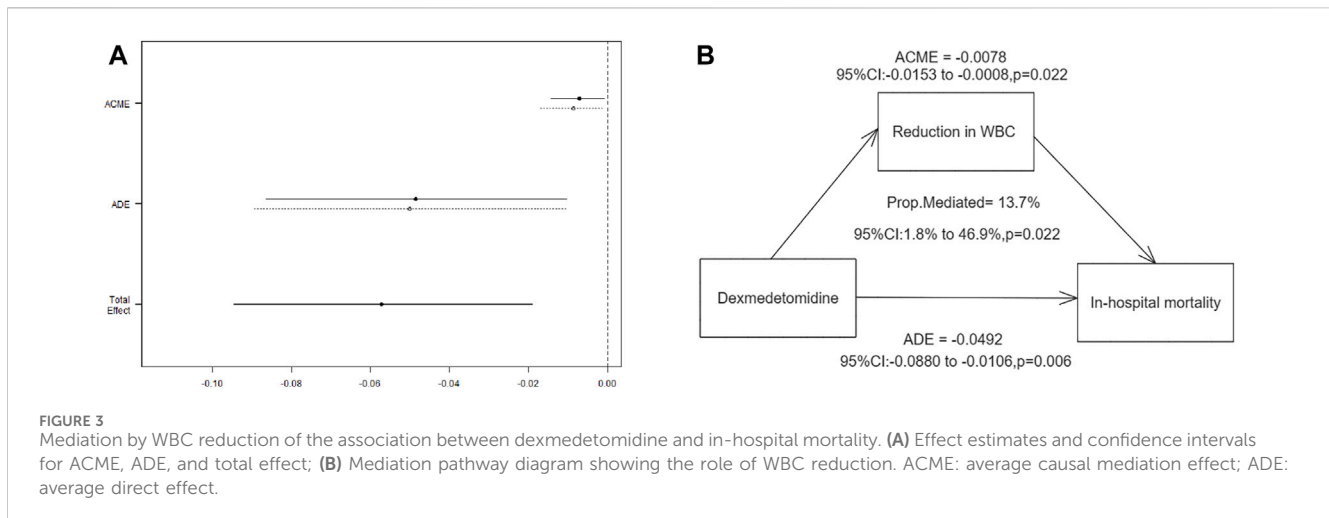 A
ACME
ADE
Total
Effect
-0.10
-0.08
-0.06
-0.04
-0.02
0.00
B
ACME = -0.0078
95%CI:-0.0153 to -0.0008,p=0.022
Reduction in WBC
Prop.Mediated= 13.7%
95%CI:1.8% to 46.9%,p=0.022
Dexmedetomidine
In-hospital mortality
ADE = -0.0492
95%CI:-0.0880 to -0.0106,p=0.006
FIGURE 3
Mediation by WBC reduction of the association between dexmedetomidine and in-hospital mortality. (A) Effect estimates and confidence intervals
for ACME, ADE, and total effect; (B) Mediation pathway diagram showing the role of WBC reduction. ACME: average causal mediation effect; ADE:
average direct effect.